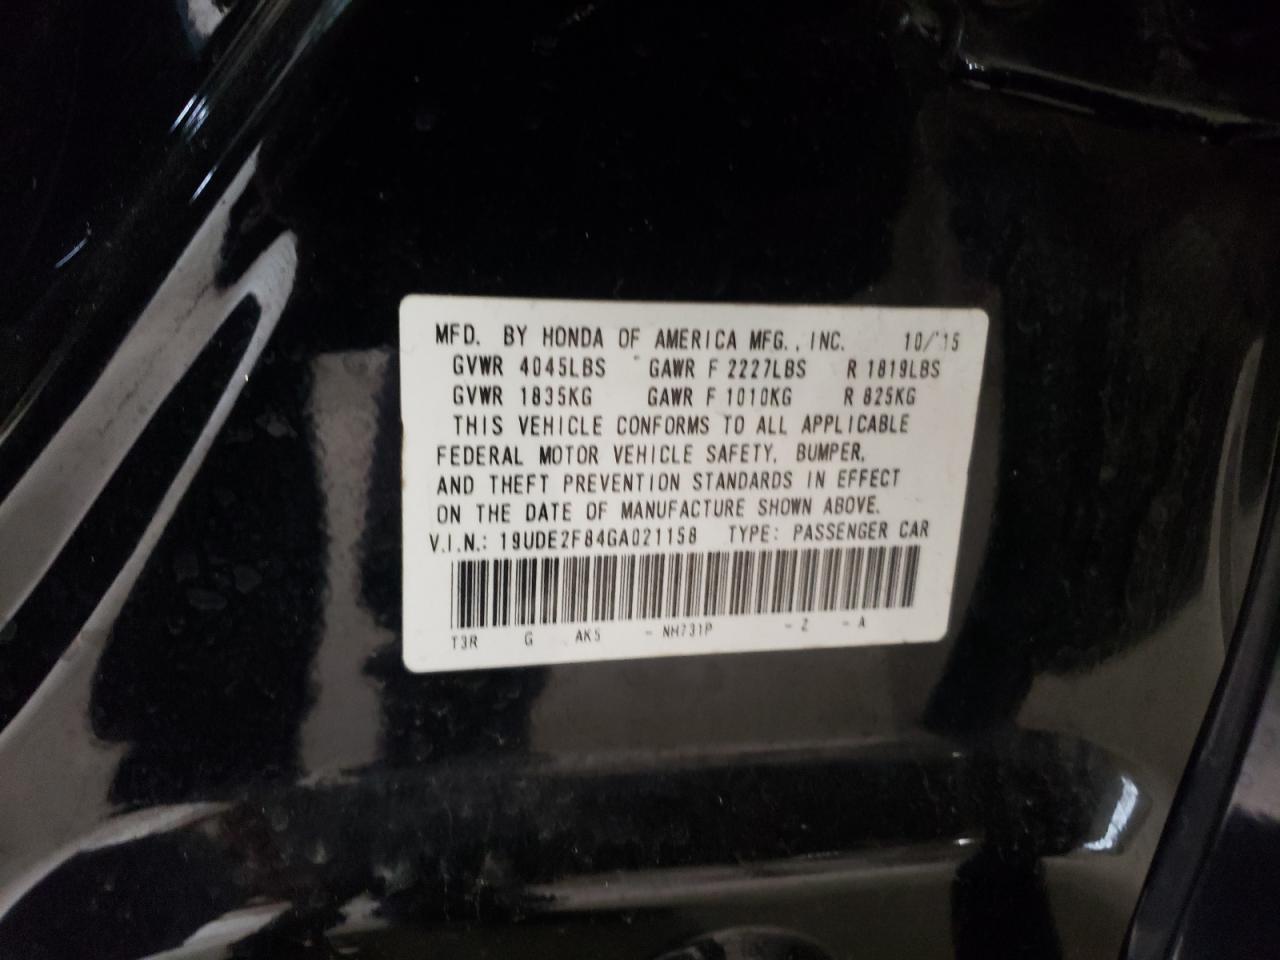 MFD. BY HONDA OF AMERICA MFG., INC. 10/15
GVWR 4045LBS GAWR F 2227LBS R 1819LBS
GVWR 1835KG GAWR F 1010KG R 825KG
THIS VEHICLE CONFORMS TO ALL APPLICABLE
FEDERAL MOTOR VEHICLE SAFETY, BUMPER,
AND THEFT PREVENTION STANDARDS IN EFFECT
ON THE DATE OF MANUFACTURE SHOWN ABOVE.
V.I.N.: 19UDE2F84GA021158 TYPE: PASSENGER CAR
T3R G AK5 - NH731P - Z - A